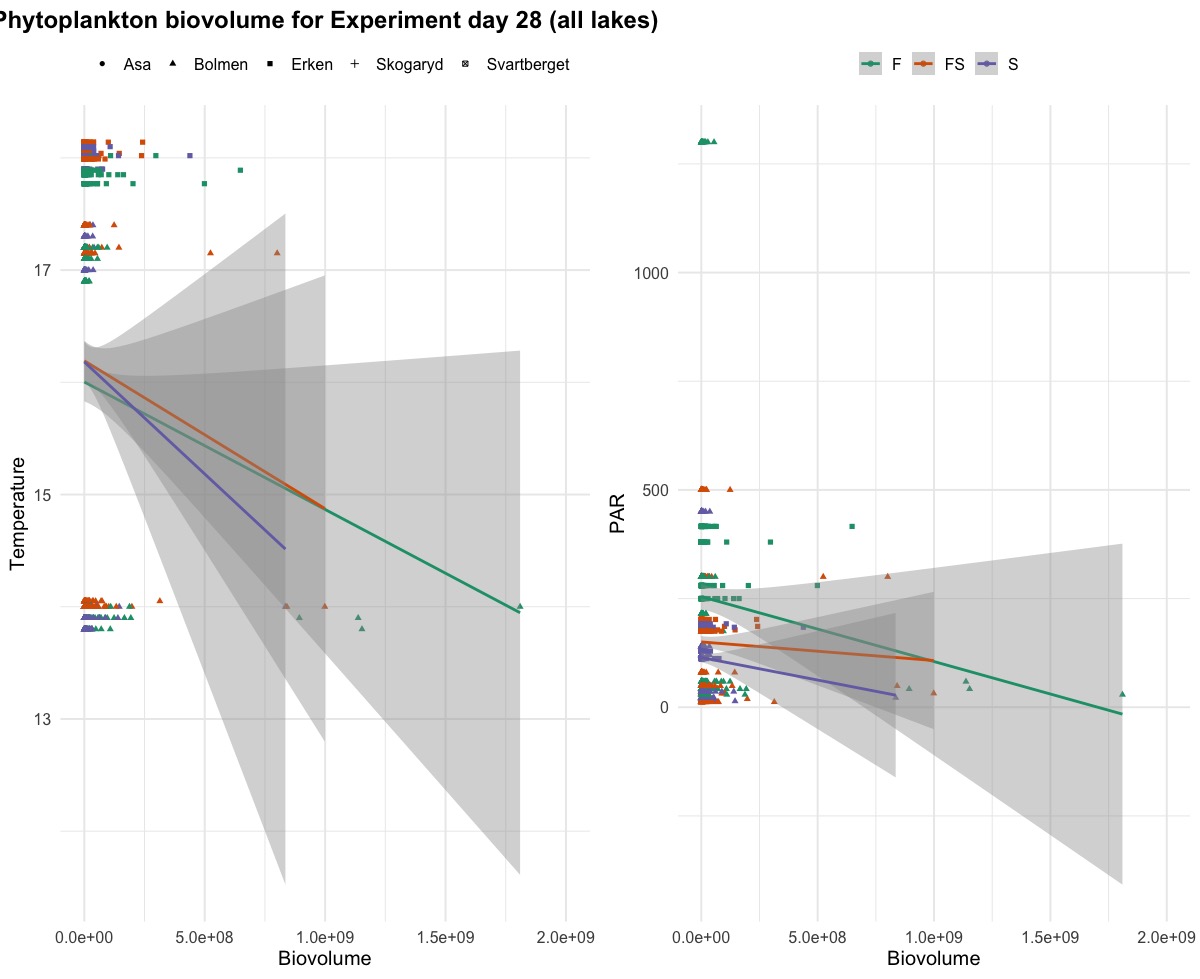 Phytoplankton biovolume for Experiment day 28 (all lakes)
Asa Bolmen Erken Skogaryd Svartberget
F FS S
Temperature
17
15
13
0.0e+00 5.0e+08 1.0e+09 1.5e+09 2.0e+09
Biovolume
PAR
1000
500
0
0.0e+00 5.0e+08 1.0e+09 1.5e+09 2.0e+09
Biovolume